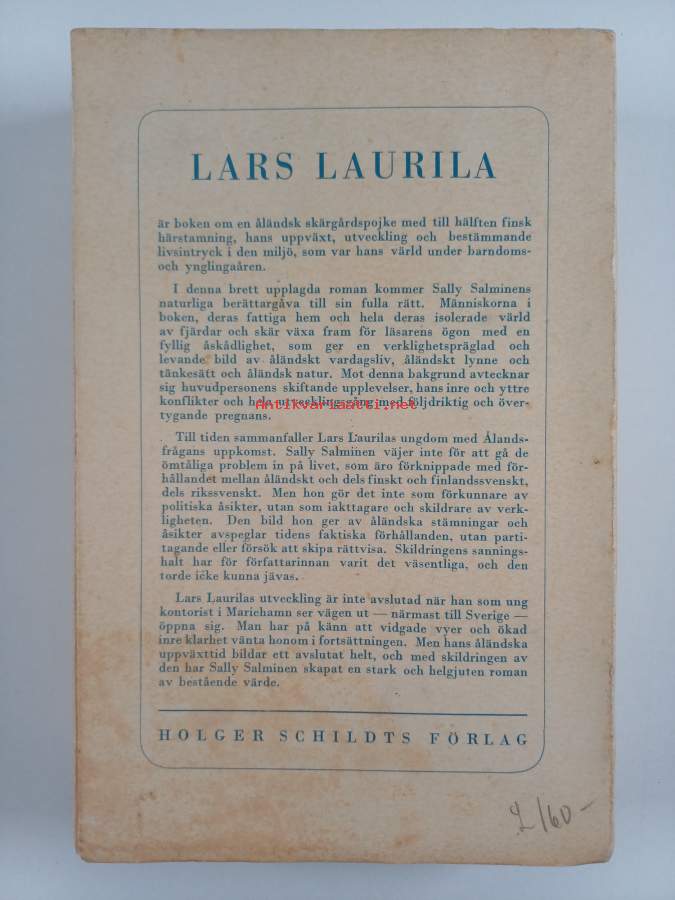 LARS LAURILA
är boken om en åländsk skärgårdspojke med till hälften finsk
härstamning, hans uppväxt, utveckling och bestämmande
livsintryck i den miljö, som var hans värld under barndoms-
och ynglingaåren.
I denna brett upplagda roman kommer Sally Salminens
naturliga berättargåva till sin fulla rätt. Människorna i
boken, deras fattiga hem och hela deras isolerade värld
av fjärdar och skär växa fram för läsarens ögon med en
fyllig åskådlighet, som ger en verklighetspräglad och
levande bild av åländskt vardagsliv, åländskt lynne och
tänkesätt och åländsk natur. Mot denna bakgrund avtecknar
sig huvudpersonens skiftande upplevelser, hans inre och yttre
konflikter och hela utvecklingsgång med följdriktig och över-
tygande pregnans.
Antikvariaatti.net
Till tiden sammanfaller Lars Laurilas ungdom med Ålands-
frågans uppkomst. Sally Salminen väjer inte för att gå de
ömtåliga problem in på livet, som äro förknippade med för-
hållandet mellan åländskt och dels finskt och finlandssvenskt,
dels rikssvenskt. Men hon gör det inte som förkunnare av
politiska åsikter, utan som iakttagare och skildrare av verk-
ligheten. Den bild hon ger av åländska stämningar och
åsikter avspeglar tidens faktiska förhållanden, utan parti-
tagande eller försök att skipa rättvisa. Skildringens sannings-
halt har för författarinnan varit det väsentliga, och den
torde icke kunna jävas.
Lars Laurilas utveckling är inte avslutad när han som ung
kontorist i Mariehamn ser vägen ut — närmast till Sverige —
öppna sig. Man har på känn att vidgade vyer och ökad
inre klarhet vänta honom i fortsättningen. Men hans åländska
uppväxttid bildar ett avslutat helt, och med skildringen av
den har Sally Salminen skapat en stark och helgjuten roman
av bestående värde.
HOLGER SCHILDTS FÖRLAG
/60-